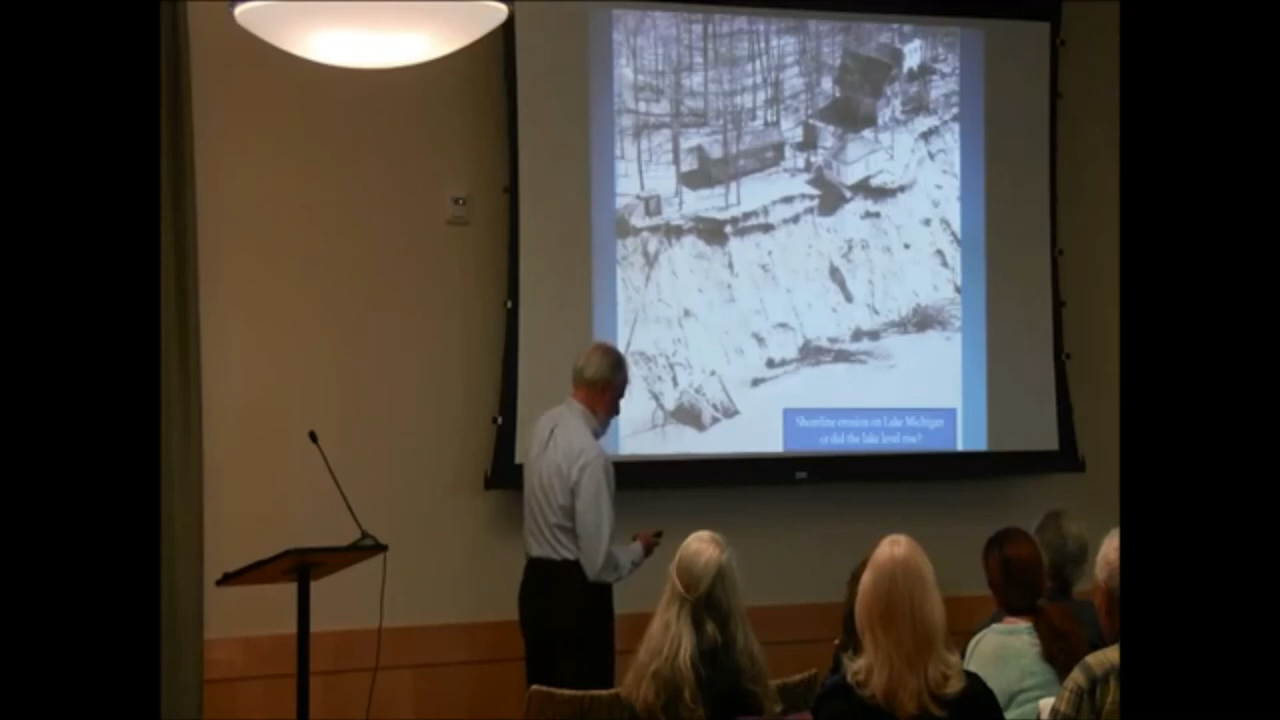 Shoreline erosion on Lake Michigan
or did the lake level rise?